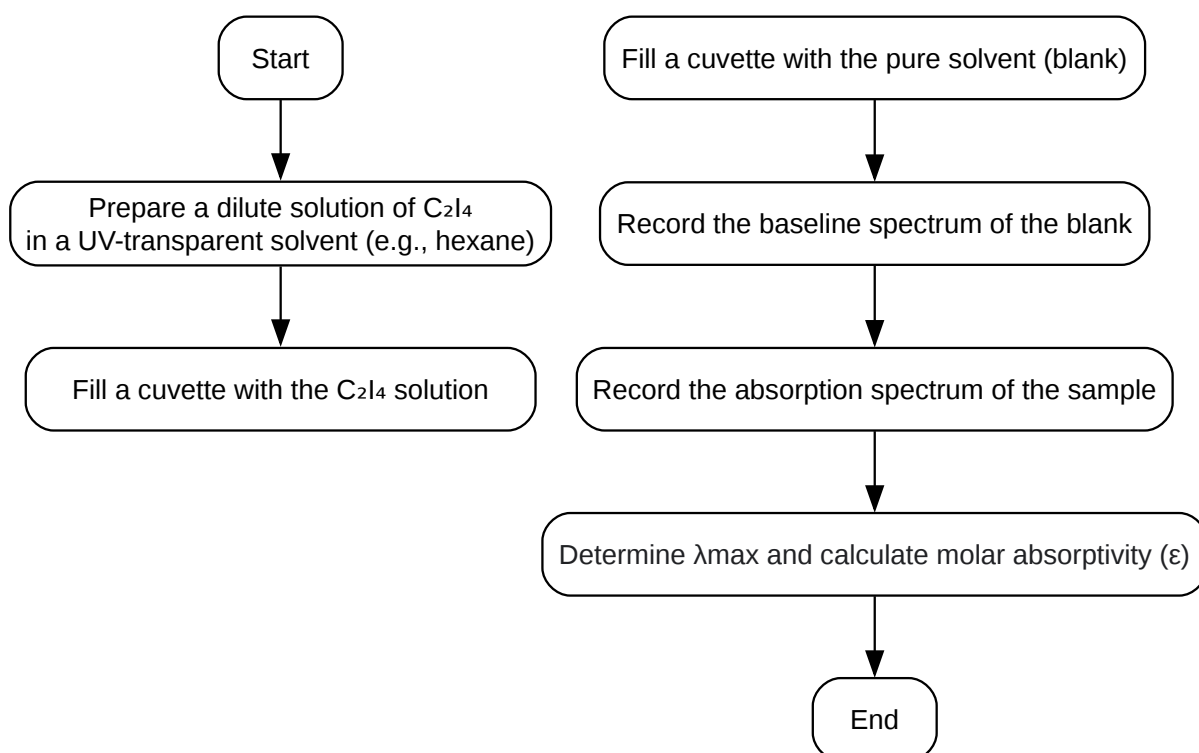 Start
Prepare a dilute solution of C₂I₄
in a UV-transparent solvent (e.g., hexane)
Fill a cuvette with the C₂I₄ solution
Fill a cuvette with the pure solvent (blank)
Record the baseline spectrum of the blank
Record the absorption spectrum of the sample
Determine λmax and calculate molar absorptivity (ε)
End